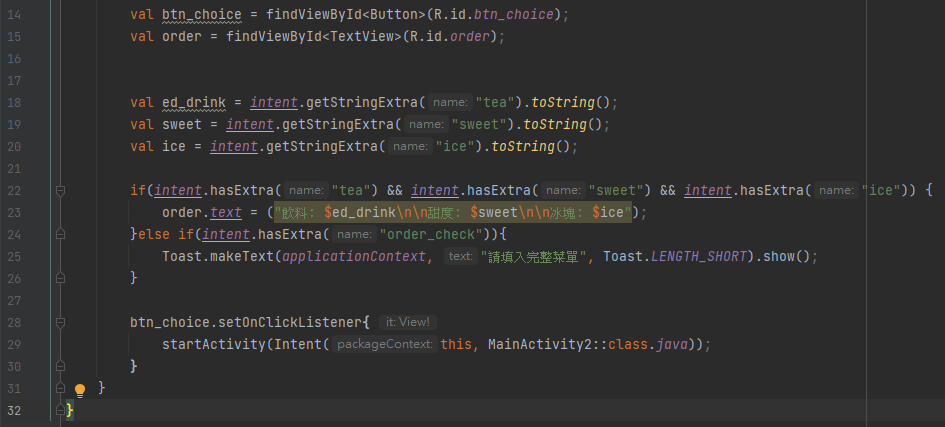 14 val btn_choice = findViewById<Button>(R.id.btn_choice);
15 val order = findViewById<TextView>(R.id.order);
16
17
18 val ed_drink = intent.getStringExtra( name: "tea").toString();
19 val sweet = intent.getStringExtra( name: "sweet").toString();
20 val ice = intent.getStringExtra( name: "ice").toString();
21
22 if(intent.hasExtra( name: "tea") && intent.hasExtra( name: "sweet") && intent.hasExtra( name: "ice")) {
23 order.text = ("飲料: $ed_drink\n\n甜度: $sweet\n\n冰塊: $ice");
24 }else if(intent.hasExtra( name: "order_check")){
25 Toast.makeText(applicationContext, text: "請填入完整菜單", Toast.LENGTH_SHORT).show();
26 }
27
28 btn_choice.setOnClickListener{ it: View!
29 startActivity(Intent( packageContext: this, MainActivity2::class.java));
30 }
31 }
32 }